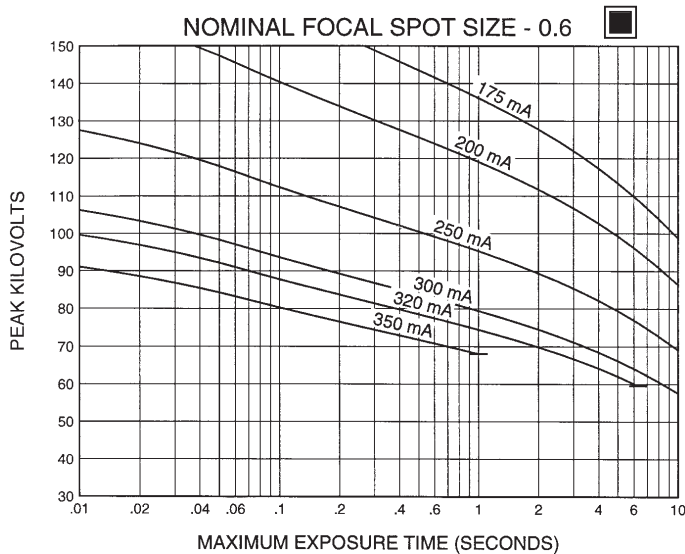 NOMINAL FOCAL SPOT SIZE - 0.6
150
140
130
120
110
100
90
80
70
60
50
40
30
PEAK KILOVOLTS
175 mA
200 mA
250 mA
300 mA
320 mA
350 mA
.01 .02 .04 .06 .1 .2 .4 .6 1 2 4 6 10
MAXIMUM EXPOSURE TIME (SECONDS)